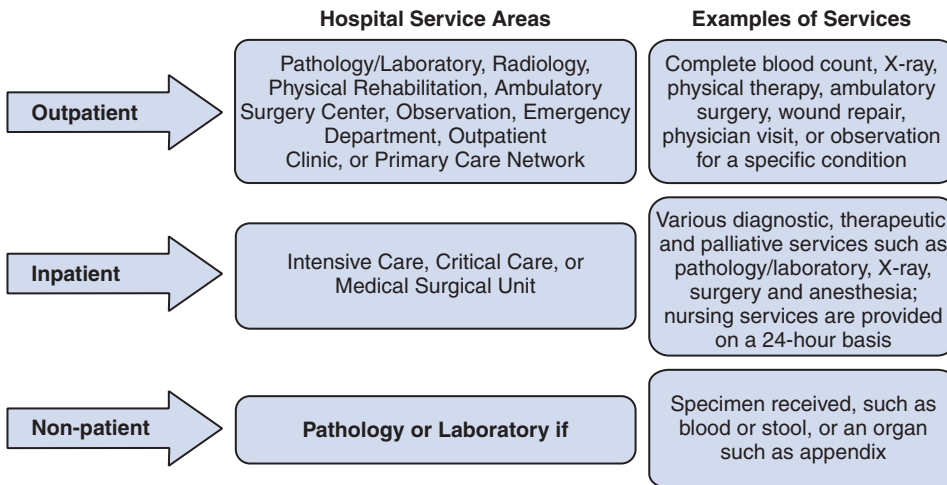 Hospital Service Areas
Examples of Services
Outpatient
Pathology/Laboratory, Radiology,
Physical Rehabilitation, Ambulatory
Surgery Center, Observation, Emergency
Department, Outpatient
Clinic, or Primary Care Network
Complete blood count, X-ray,
physical therapy, ambulatory
surgery, wound repair,
physician visit, or observation
for a specific condition
Inpatient
Intensive Care, Critical Care, or
Medical Surgical Unit
Various diagnostic, therapeutic
and palliative services such as
pathology/laboratory, X-ray,
surgery and anesthesia;
nursing services are provided
on a 24-hour basis
Non-patient
Pathology or Laboratory if
Specimen received, such as
blood or stool, or an organ
such as appendix